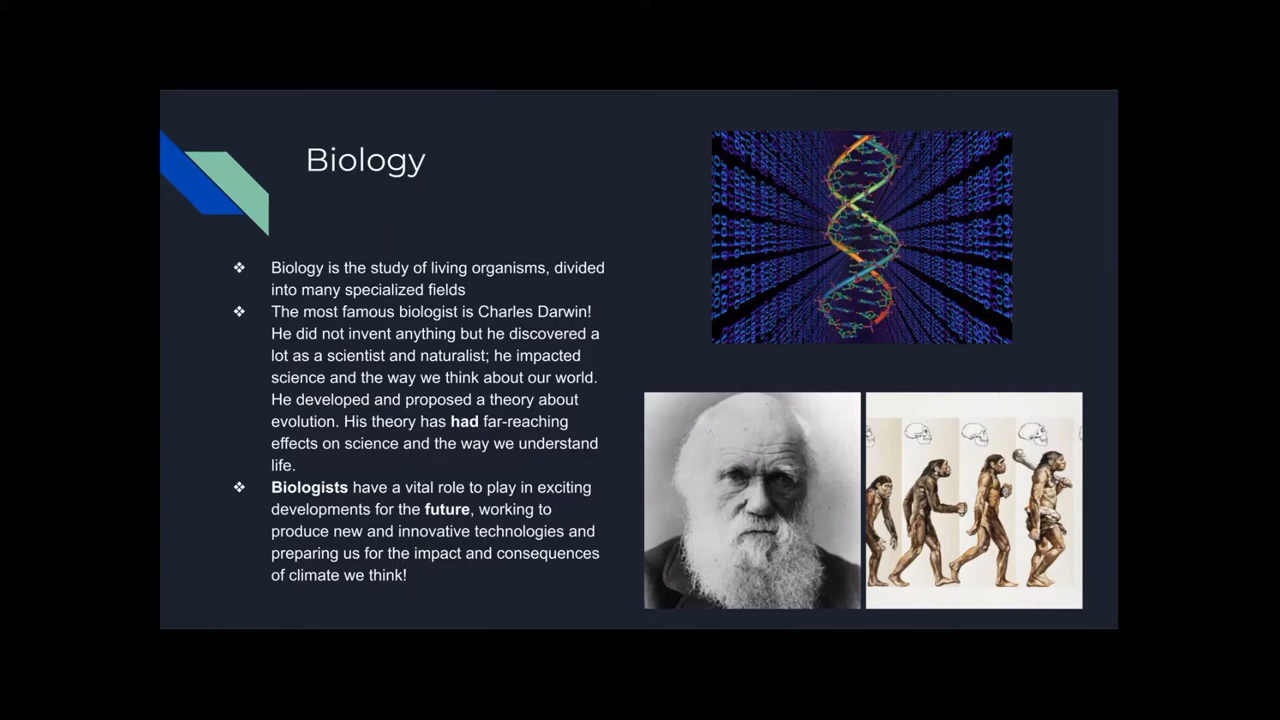 Biology
❖ Biology is the study of living organisms, divided
into many specialized fields
❖ The most famous biologist is Charles Darwin!
He did not invent anything but he discovered a
lot as a scientist and naturalist; he impacted
science and the way we think about our world.
He developed and proposed a theory about
evolution. His theory has had far-reaching
effects on science and the way we understand
life.
❖ Biologists have a vital role to play in exciting
developments for the future, working to
produce new and innovative technologies and
preparing us for the impact and consequences
of climate we think!